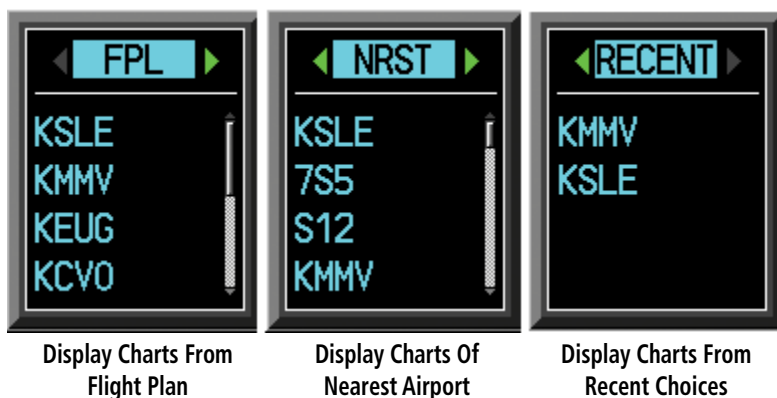 FPL
KSLE
KMMV
KEUG
KCVO
Display Charts From
Flight Plan
NRST
KSLE
7S5
S12
KMMV
Display Charts Of
Nearest Airport
RECENT
KMMV
KSLE
Display Charts From
Recent Choices